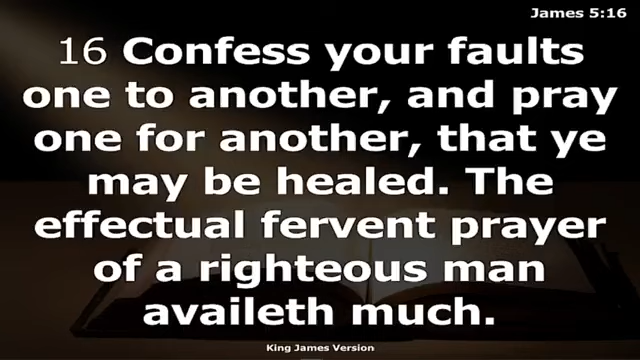 James 5:16
16 Confess your faults
one to another, and pray
one for another, that ye
may be healed. The
effectual fervent prayer
of a righteous man
availeth much.
King James Version